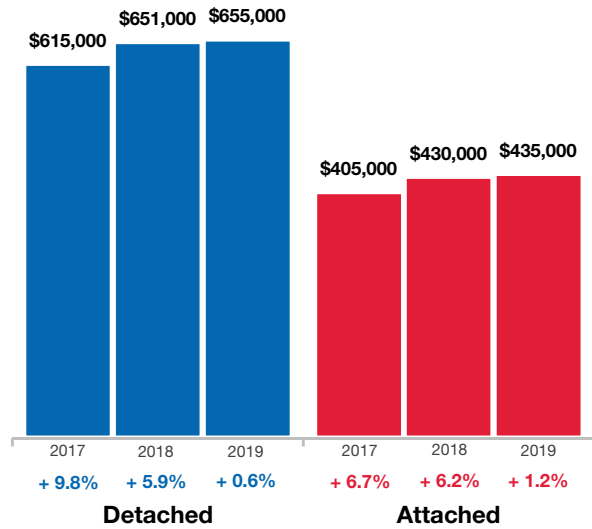 $615,000 $651,000 $655,000
$405,000 $430,000 $435,000
2017 2018 2019 2017 2018 2019
+ 9.8% + 5.9% + 0.6% + 6.7% + 6.2% + 1.2%
Detached Attached